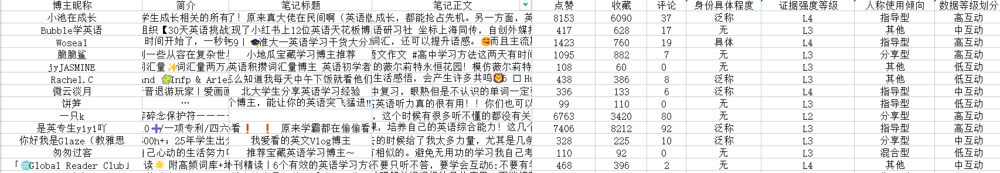 博主昵称 简介 笔记标题 笔记正文 点赞 收藏 评论 身份具体程度 证据强度等级 人称使用倾向 数据等级划分
小池在成长 学生成长相关的所有 了！原来真大佬在民间啊（英语版 人成长，都能抢占先机。另一方面，英 8153 6090 37 泛称 L4 指导型 高互动
Bubble学英语 组织【30天英语挑战 现了小红书上12位英语天花板博 语研习社 坐标上海同传，自创外媒扌 417 628 17 无 L3 其他 中互动
Woseal 时间开始了，一秒钟 59｜🎓准大一英语学习干货大分享 词汇，还可以提升语感。😋而且主流 1423 760 19 具体 L4 指导型 高互动
脆脆鲨 一些从容在复杂世 小地瓜宝藏学习博主推荐 语文作文 #高中学习方法这两天有时间 1095 882 7 无 L3 分享型 高互动
jyJASMINE 词汇量✨词汇量两万 英语积攒词汇量博主 英语初学者 的薇尔莉特永恒花园！模仿薇尔莉特 108 60 0 无 L3 其他 低互动
Rachel.C and 🧩Infp & Arie 怎么知道我每天中午下饭就看他们 生活感悟，会产生许多共鸣🦁6 □ Hu 438 386 8 泛称 L3 其他 低互动
微云淡月 晋退游玩家｜爱画画 北大学生分享英语学习经验 中复习，眼熟但是不认识的单词一定要 336 133 6 泛称 L4 指导型 中互动
饼笋 … 个博主，能让你的英语突飞猛进‼ 英语听力真的很有用！！你们也可以 99 110 0 无 L3 指导型 低互动
一只k 碎碎念保护符一一一 ，这个时候有很多听不懂的都没有关 6763 3420 80 无 L2 分享型 高互动
是英专生yiyi吖 10➕/一项专利/四六 看❗ ❗ 原来学霸都在偷偷看 课，培养自己的英语综合能力！这几个 7406 8212 92 泛称 L3 指导型 高互动
你好我是Glaze（教雅思 500h+；25年学生出分 我爱看的英文Vlog博主 的时候给了我太多力量，尤其是几条 328 225 10 泛称 L3 分享型 中互动
匆匆过客 自己心动的生活努力 推荐宝藏英语学习博主~ 有相似的。避免无用功的学习我自己考 110 92 0 无 L3 混合型 低互动
「🌐Global Reader Club」 读🌟 附高频词库+ 外刊精读｜6个有效的英语学习方 不要只听不答，要学会互动6:不要有 468 396 2 无 L4 其他 中互动